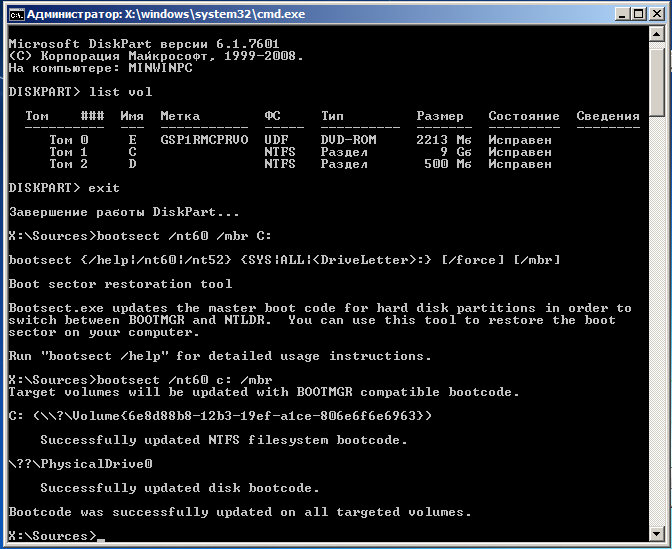 Администратор: X:\windows\system32\cmd.exe
Microsoft DiskPart версии 6.1.7601
(C) Корпорация Майкрософт, 1999-2008.
На компьютере: MINWINPC
DISKPART> list vol
Том ### Имя Метка ФС Тип Размер Состояние Сведения
---------- --- ----------- ----- ---------- ------- --------- --------
Том 0 E GSP1RMCPRVO UDF DVD-ROM 2213 Мб Исправен
Том 1 C NTFS Раздел 9 Gб Исправен
Том 2 D NTFS Раздел 500 Мб Исправен
DISKPART> exit
Завершение работы DiskPart...
X:\Sources>bootsect /nt60 /mbr C:
bootsect {/help|/nt60|/nt52} {SYS|ALL|<DriveLetter>:} [/force] [/mbr]
Boot sector restoration tool
Bootsect.exe updates the master boot code for hard disk partitions in order to
switch between BOOTMGR and NTLDR.  You can use this tool to restore the boot
sector on your computer.
Run "bootsect /help" for detailed usage instructions.
X:\Sources>bootsect /nt60 c: /mbr
Target volumes will be updated with BOOTMGR compatible bootcode.
C: (\\?\Volume{6e8d88b8-12b3-19ef-a1ce-806e6f6e6963})
Successfully updated NTFS filesystem bootcode.
\??\PhysicalDrive0
Successfully updated disk bootcode.
Bootcode was successfully updated on all targeted volumes.
X:\Sources>_